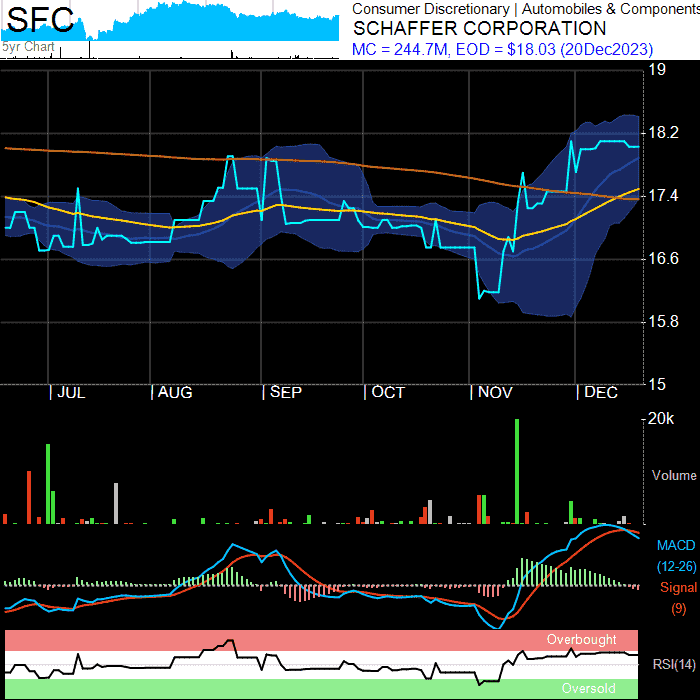 SFC
5yr Chart
Consumer Discretionary | Automobiles & Components
SCHAFFER CORPORATION
MC = 244.7M, EOD = $18.03 (20Dec2023)
19
18.2
17.4
16.6
15.8
15
| JUL | AUG | SEP | OCT | NOV | DEC
20k
Volume
MACD
(12-26)
Signal
(9)
Overbought
RSI(14)
Oversold